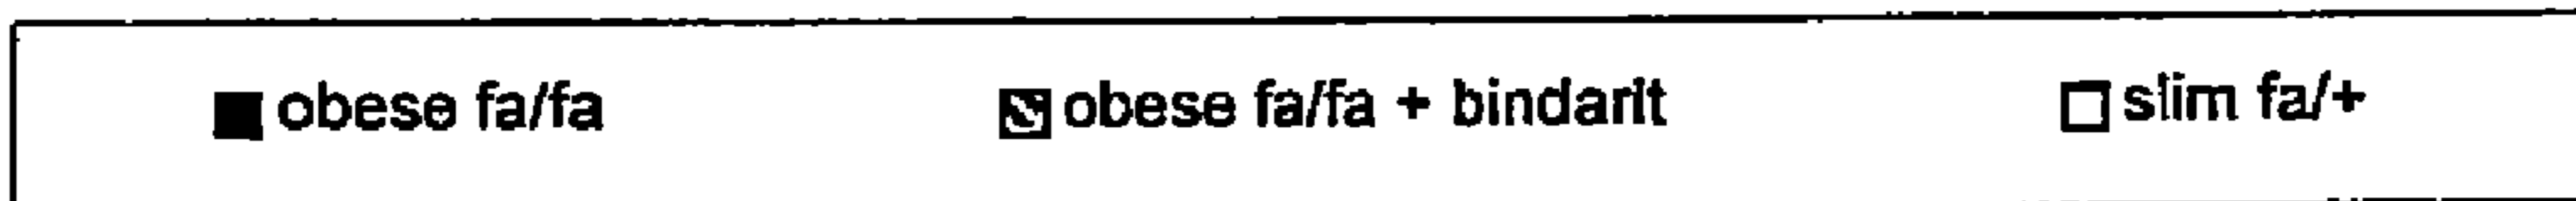 obese fa/fa obese fa/fa + bindarit slim fa/+